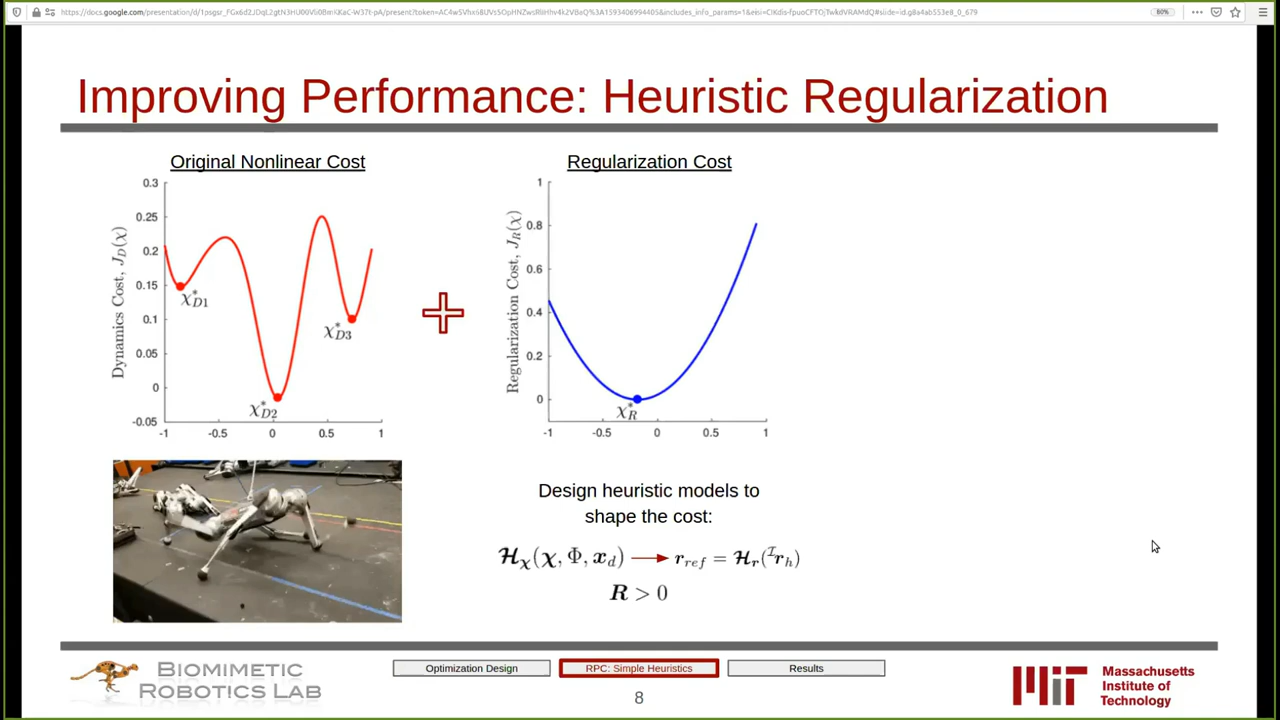 80%
Improving Performance: Heuristic Regularization
Original Nonlinear Cost
Regularization Cost
0.3
0.25
0.2
0.15
0.1
0.05
0
-0.05
Dynamics Cost, J_D(χ)
χ*_D1
χ*_D2
χ*_D3
-1 -0.5 0 0.5 1
1
0.8
0.6
0.4
0.2
0
Regularization Cost, J_R(χ)
χ*_R
-1 -0.5 0 0.5 1
Design heuristic models to
shape the cost:
𝓗_χ(χ, Φ, x_d) → r_ref = 𝓗_r(ᴵr_h)
R > 0
BIOMIMETIC
ROBOTICS LAB
Optimization Design
RPC: Simple Heuristics
Results
8
MIT
Massachusetts
Institute of
Technology